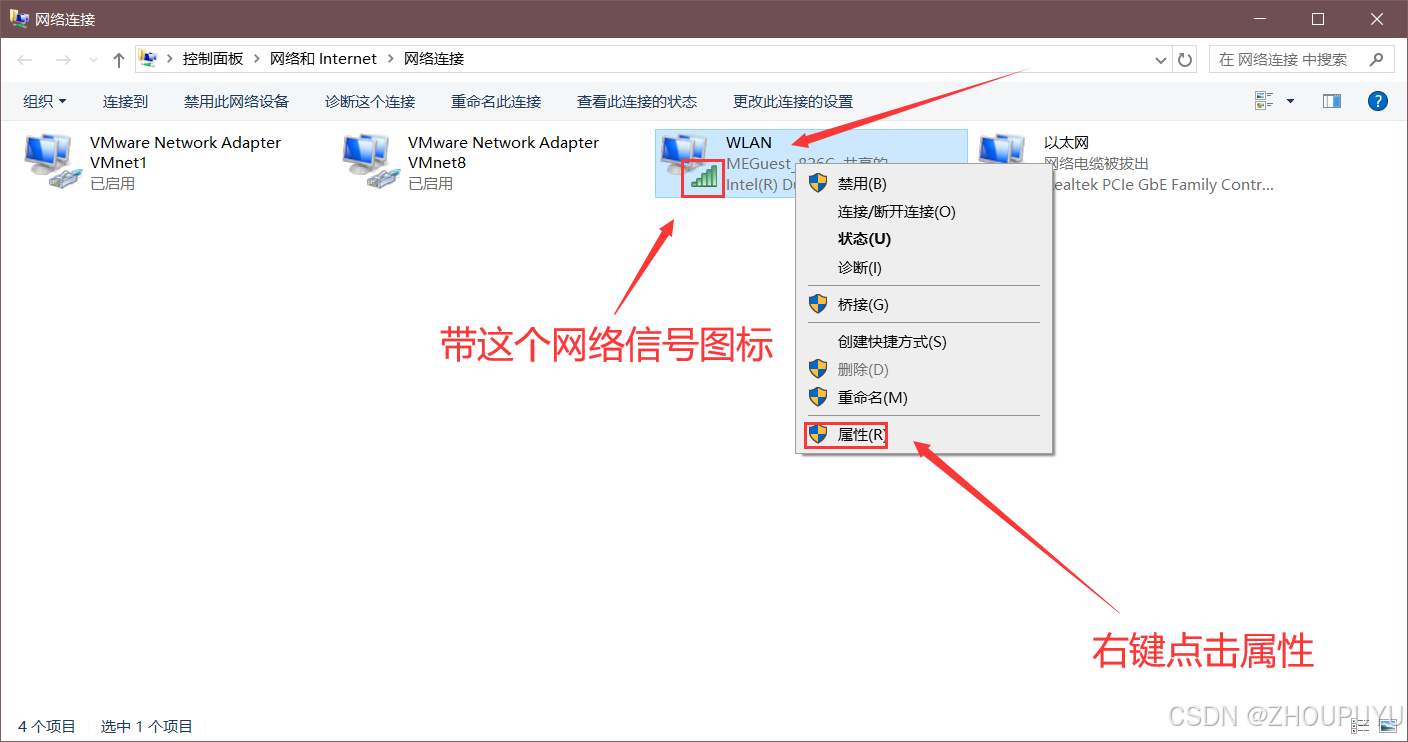 网络连接
控制面板 > 网络和 Internet > 网络连接
在 网络连接 中搜索
组织 连接到 禁用此网络设备 诊断这个连接 重命名此连接 查看此连接的状态 更改此连接的设置
VMware Network Adapter
VMnet1
已启用
VMware Network Adapter
VMnet8
已启用
WLAN
MEGuest_826C 共享的
Intel(R)
以太网
网络电缆被拔出
ealtek PCIe GbE Family Contr...
禁用(B)
连接/断开连接(O)
状态(U)
诊断(I)
桥接(G)
创建快捷方式(S)
删除(D)
重命名(M)
属性(R)
带这个网络信号图标
右键点击属性
4 个项目 选中 1 个项目
CSDN @ZHOUPUYU